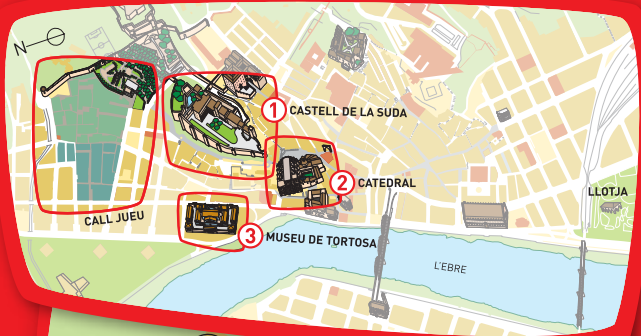 N
1 CASTELL DE LA SUDA
2 CATEDRAL
LLOTJA
CALL JUEU
3 MUSEU DE TORTOSA
L'EBRE